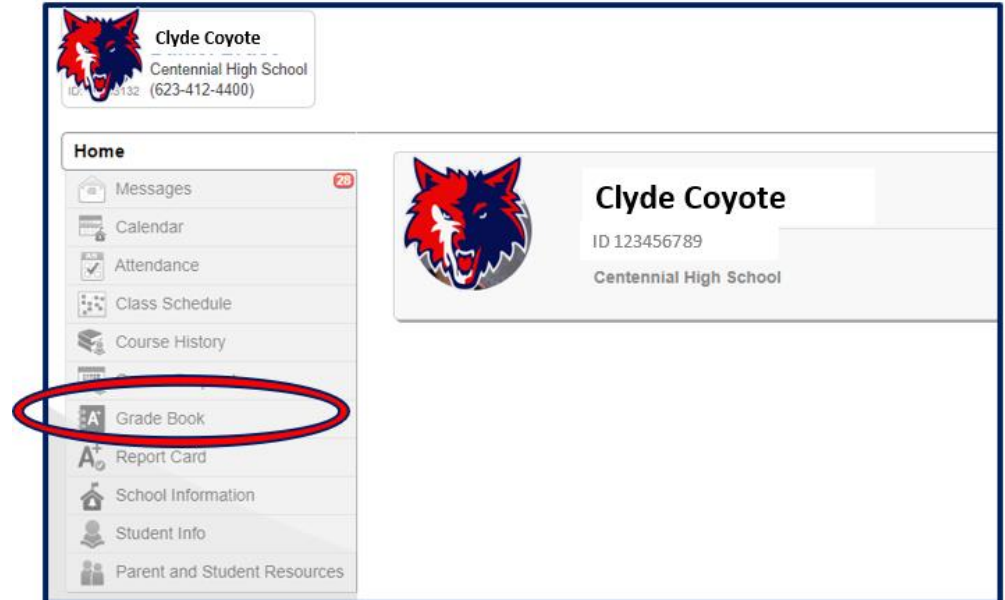 Clyde Coyote
Centennial High School
(623-412-4400)
Home
Messages
28
Calendar
Attendance
Class Schedule
Course History
Grade Book
Report Card
School Information
Student Info
Parent and Student Resources
Clyde Coyote
ID 123456789
Centennial High School